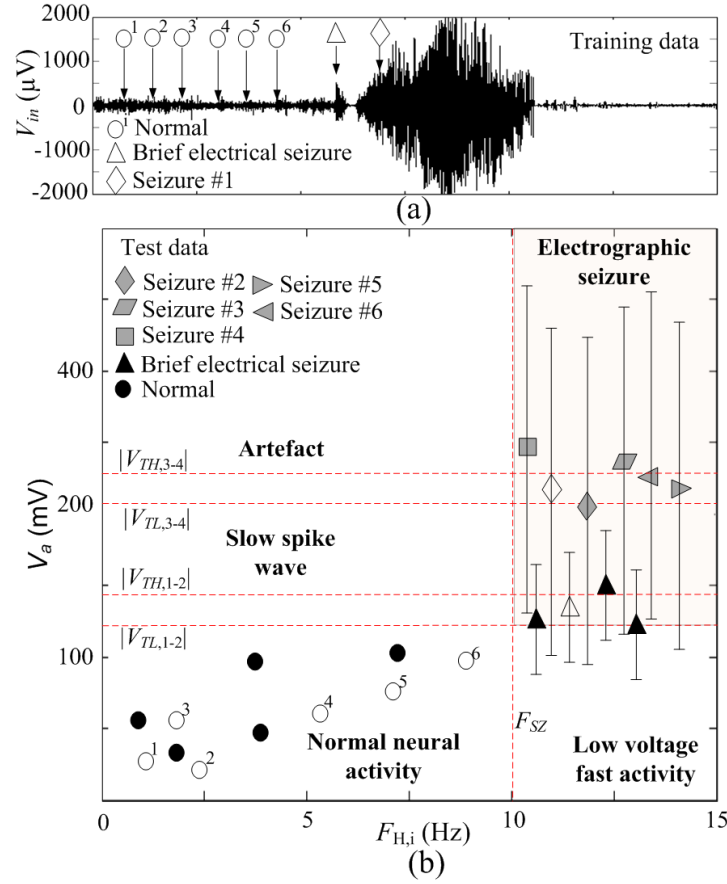 1 2 3 4 5 6
Training data
2000
1000
0
-1000
-2000
V_in (µV)
1 Normal
Brief electrical seizure
Seizure #1
(a)
Test data
Seizure #2 Seizure #5
Seizure #3 Seizure #6
Seizure #4
Brief electrical seizure
Normal
Electrographic
seizure
400
200
100
V_a (mV)
|V_TH,3-4|
Artefact
|V_TL,3-4|
Slow spike
wave
|V_TH,1-2|
|V_TL,1-2|
1 2 3 4 5 6
F_SZ
Normal neural
activity
Low voltage
fast activity
0 5 10 15
F_H,i (Hz)
(b)